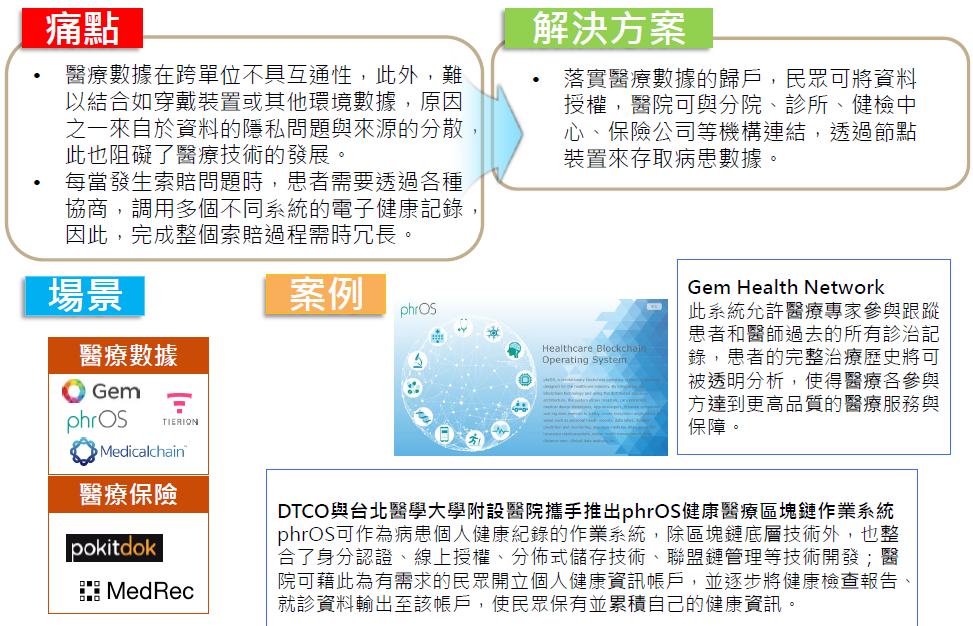 痛點
解決方案
• 醫療數據在跨單位不具互通性，此外，難
以結合如穿戴裝置或其他環境數據，原因
之一來自於資料的隱私問題與來源的分散，
此也阻礙了醫療技術的發展。
• 每當發生索賠問題時，患者需要透過各種
協商，調用多個不同系統的電子健康記錄，
因此，完成整個索賠過程需時冗長。
• 落實醫療數據的歸戶，民眾可將資料
授權，醫院可與分院、診所、健檢中
心、保險公司等機構連結，透過節點
裝置來存取病患數據。
場景
醫療數據
Gem
phrOS
TIERION
Medicalchain
醫療保險
pokitdok
MedRec
案例
phrOS
Healthcare Blockchain
Operating System
Gem Health Network
此系統允許醫療專家參與跟蹤
患者和醫師過去的所有診治記
錄，患者的完整治療歷史將可
被透明分析，使得醫療各參與
方達到更高品質的醫療服務與
保障。
DTCO與台北醫學大學附設醫院攜手推出phrOS健康醫療區塊鏈作業系統
phrOS可作為病患個人健康紀錄的作業系統，除區塊鏈底層技術外，也整
合了身分認證、線上授權、分佈式儲存技術、聯盟鏈管理等技術開發；醫
院可藉此為有需求的民眾開立個人健康資訊帳戶，並逐步將健康檢查報告、
就診資料輸出至該帳戶，使民眾保有並累積自己的健康資訊。